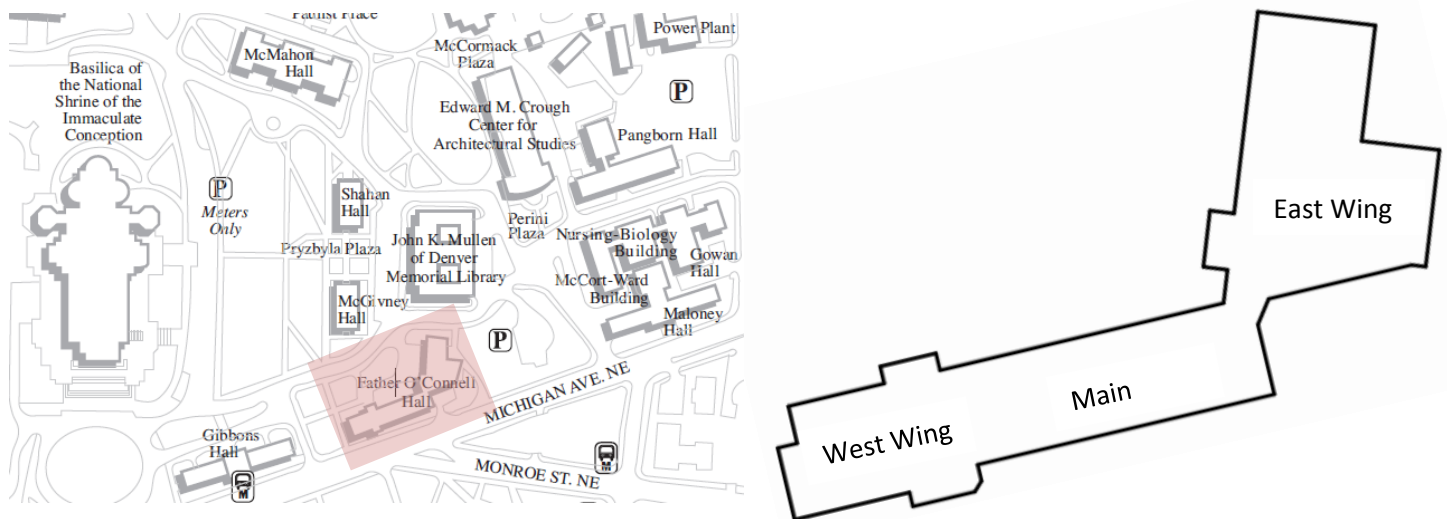 Paulist Place
McMahon
Hall
Basilica of
the National
Shrine of the
Immaculate
Conception
McCormack
Plaza
Power Plant
P
Edward M. Crough
Center for
Architectural Studies
Pangborn Hall
P
Meters
Only
Shahan
Hall
Perini
Plaza
Pryzbyla Plaza
John K. Mullen
of Denver
Memorial Library
Nursing-Biology
Building
Gowan
Hall
McCort-Ward
Building
McGivney
Hall
Maloney
Hall
P
Father O'Connell
Hall
MICHIGAN AVE. NE
Gibbons
Hall
M
MONROE ST. NE
M
East Wing
Main
West Wing